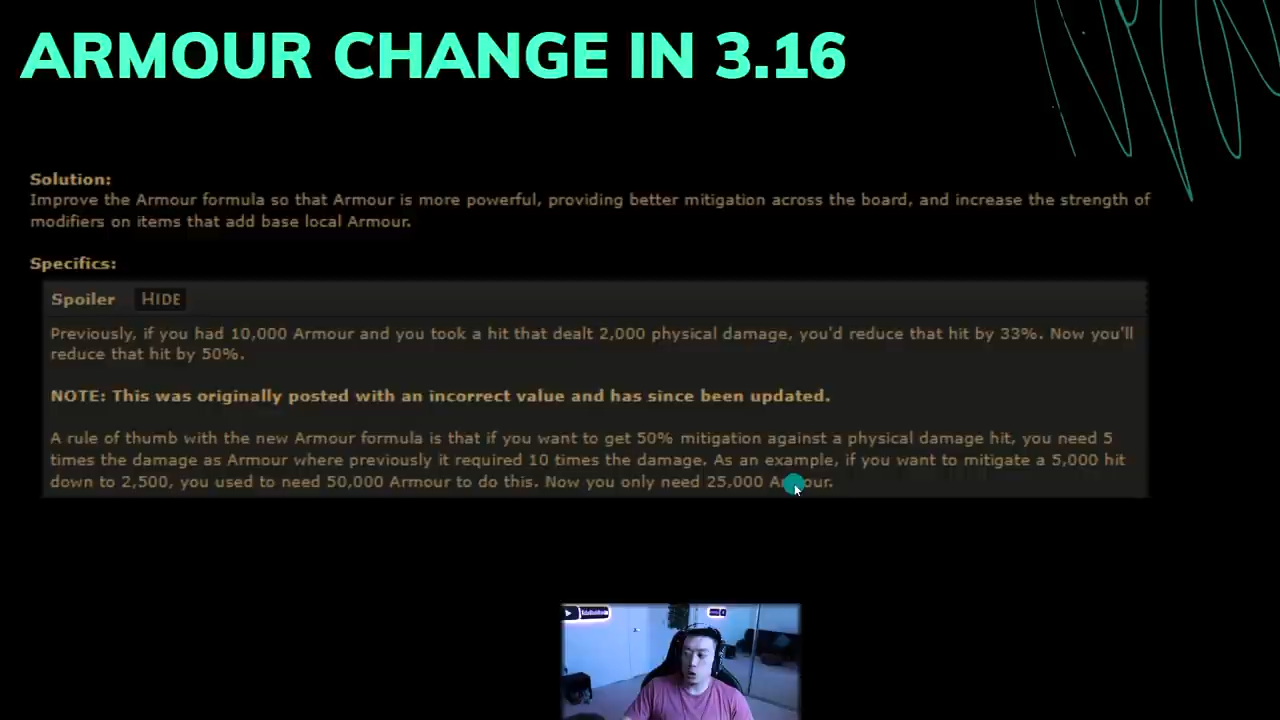 ARMOUR CHANGE IN 3.16
Solution:
Improve the Armour formula so that Armour is more powerful, providing better mitigation across the board, and increase the strength of
modifiers on items that add base local Armour.
Specifics:
Spoiler HIDE
Previously, if you had 10,000 Armour and you took a hit that dealt 2,000 physical damage, you'd reduce that hit by 33%. Now you'll
reduce that hit by 50%.
NOTE: This was originally posted with an incorrect value and has since been updated.
A rule of thumb with the new Armour formula is that if you want to get 50% mitigation against a physical damage hit, you need 5
times the damage as Armour where previously it required 10 times the damage. As an example, if you want to mitigate a 5,000 hit
down to 2,500, you used to need 50,000 Armour to do this. Now you only need 25,000 Armour.